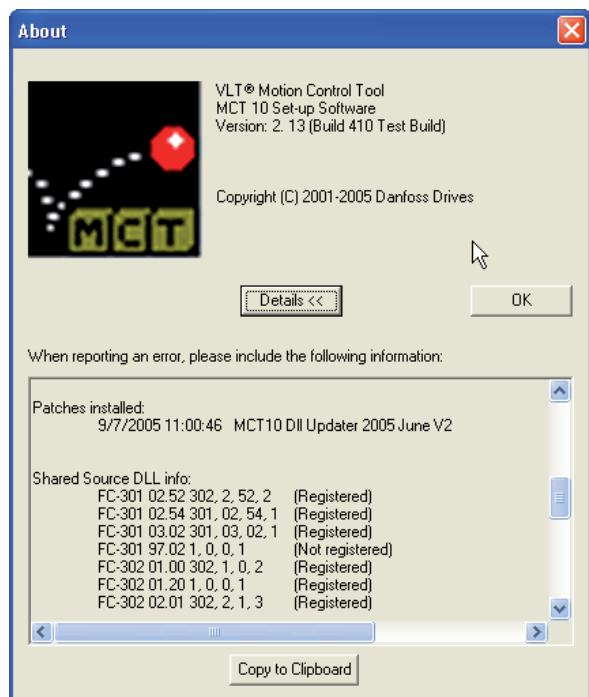 About
VLT® Motion Control Tool
MCT 10 Set-up Software
Version: 2. 13 (Build 410 Test Build)
Copyright (C) 2001-2005 Danfoss Drives
MCT
Details <<
OK
When reporting an error, please include the following information:
Patches installed:
9/7/2005 11:00:46 MCT10 Dll Updater 2005 June V2
Shared Source DLL info:
FC-301 02.52 302, 2, 52, 2 (Registered)
FC-301 02.54 301, 02, 54, 1 (Registered)
FC-301 03.02 301, 03, 02, 1 (Registered)
FC-301 97.02 1, 0, 0, 1 (Not registered)
FC-302 01.00 302, 1, 0, 2 (Registered)
FC-302 01.20 1, 0, 0, 1 (Registered)
FC-302 02.01 302, 2, 1, 3 (Registered)
Copy to Clipboard